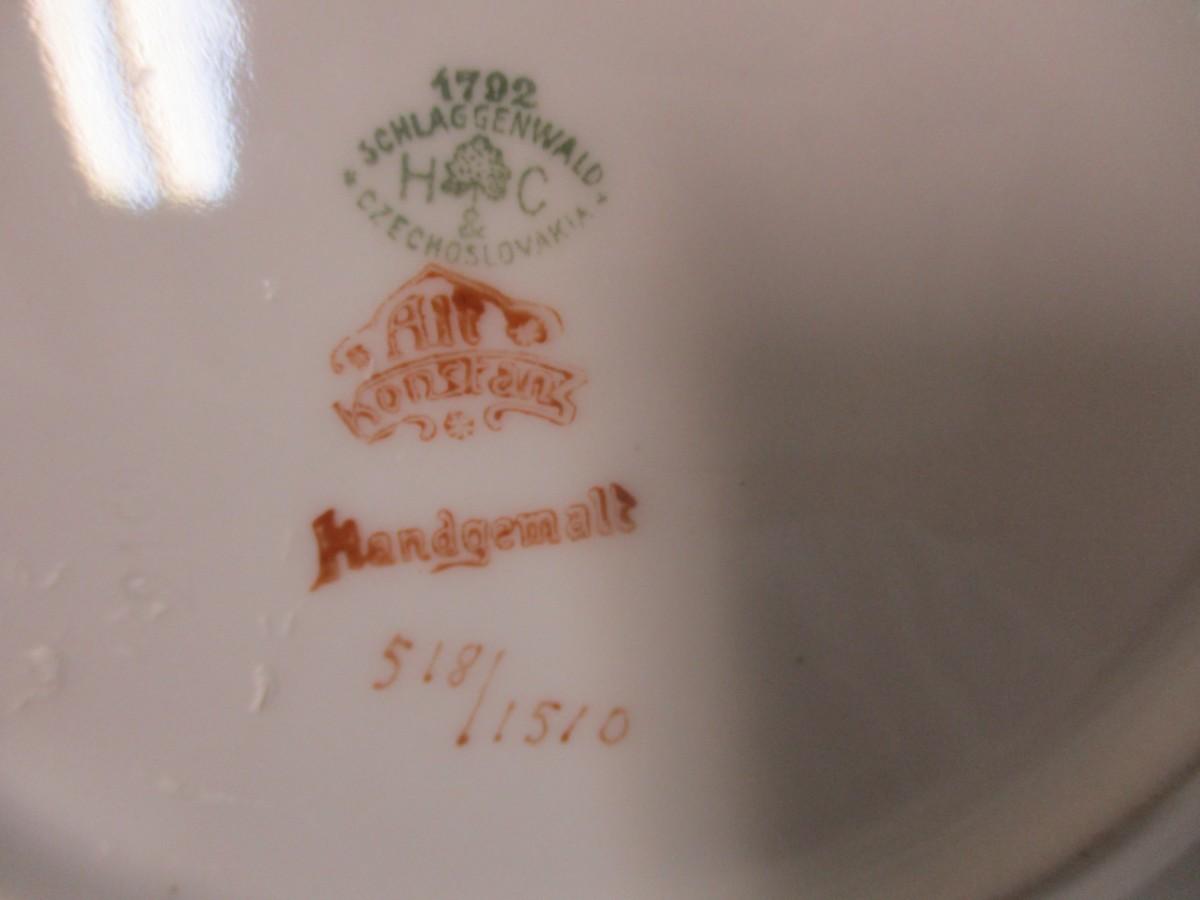 1792
SCHLAGGENWALD
H & C
CZECHOSLOVAKIA
Alt
Konstanz
Handgemalt
518/1510